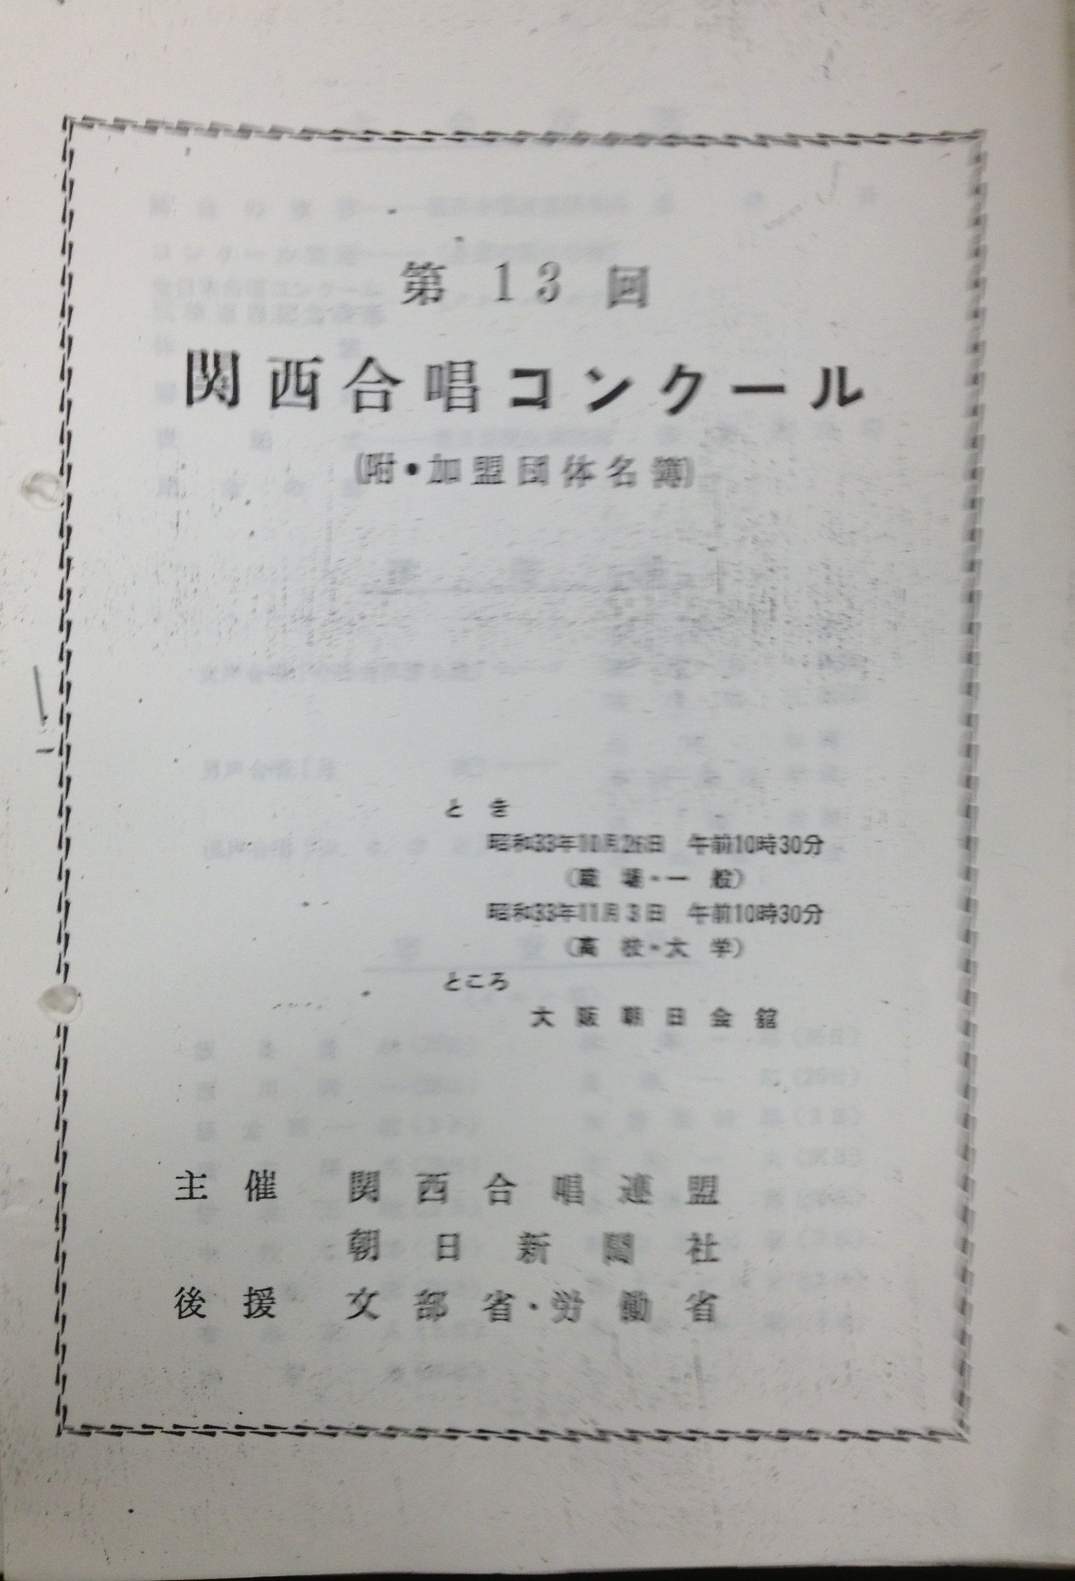 第13回
関西合唱コンクール
(附・加盟団体名簿)
とき
昭和33年10月26日 午前10時30分
(職場・一般)
昭和33年11月3日 午前10時30分
(高校・大学)
ところ
大阪朝日会館
主催 関西合唱連盟
朝日新聞社
後援 文部省・労働省